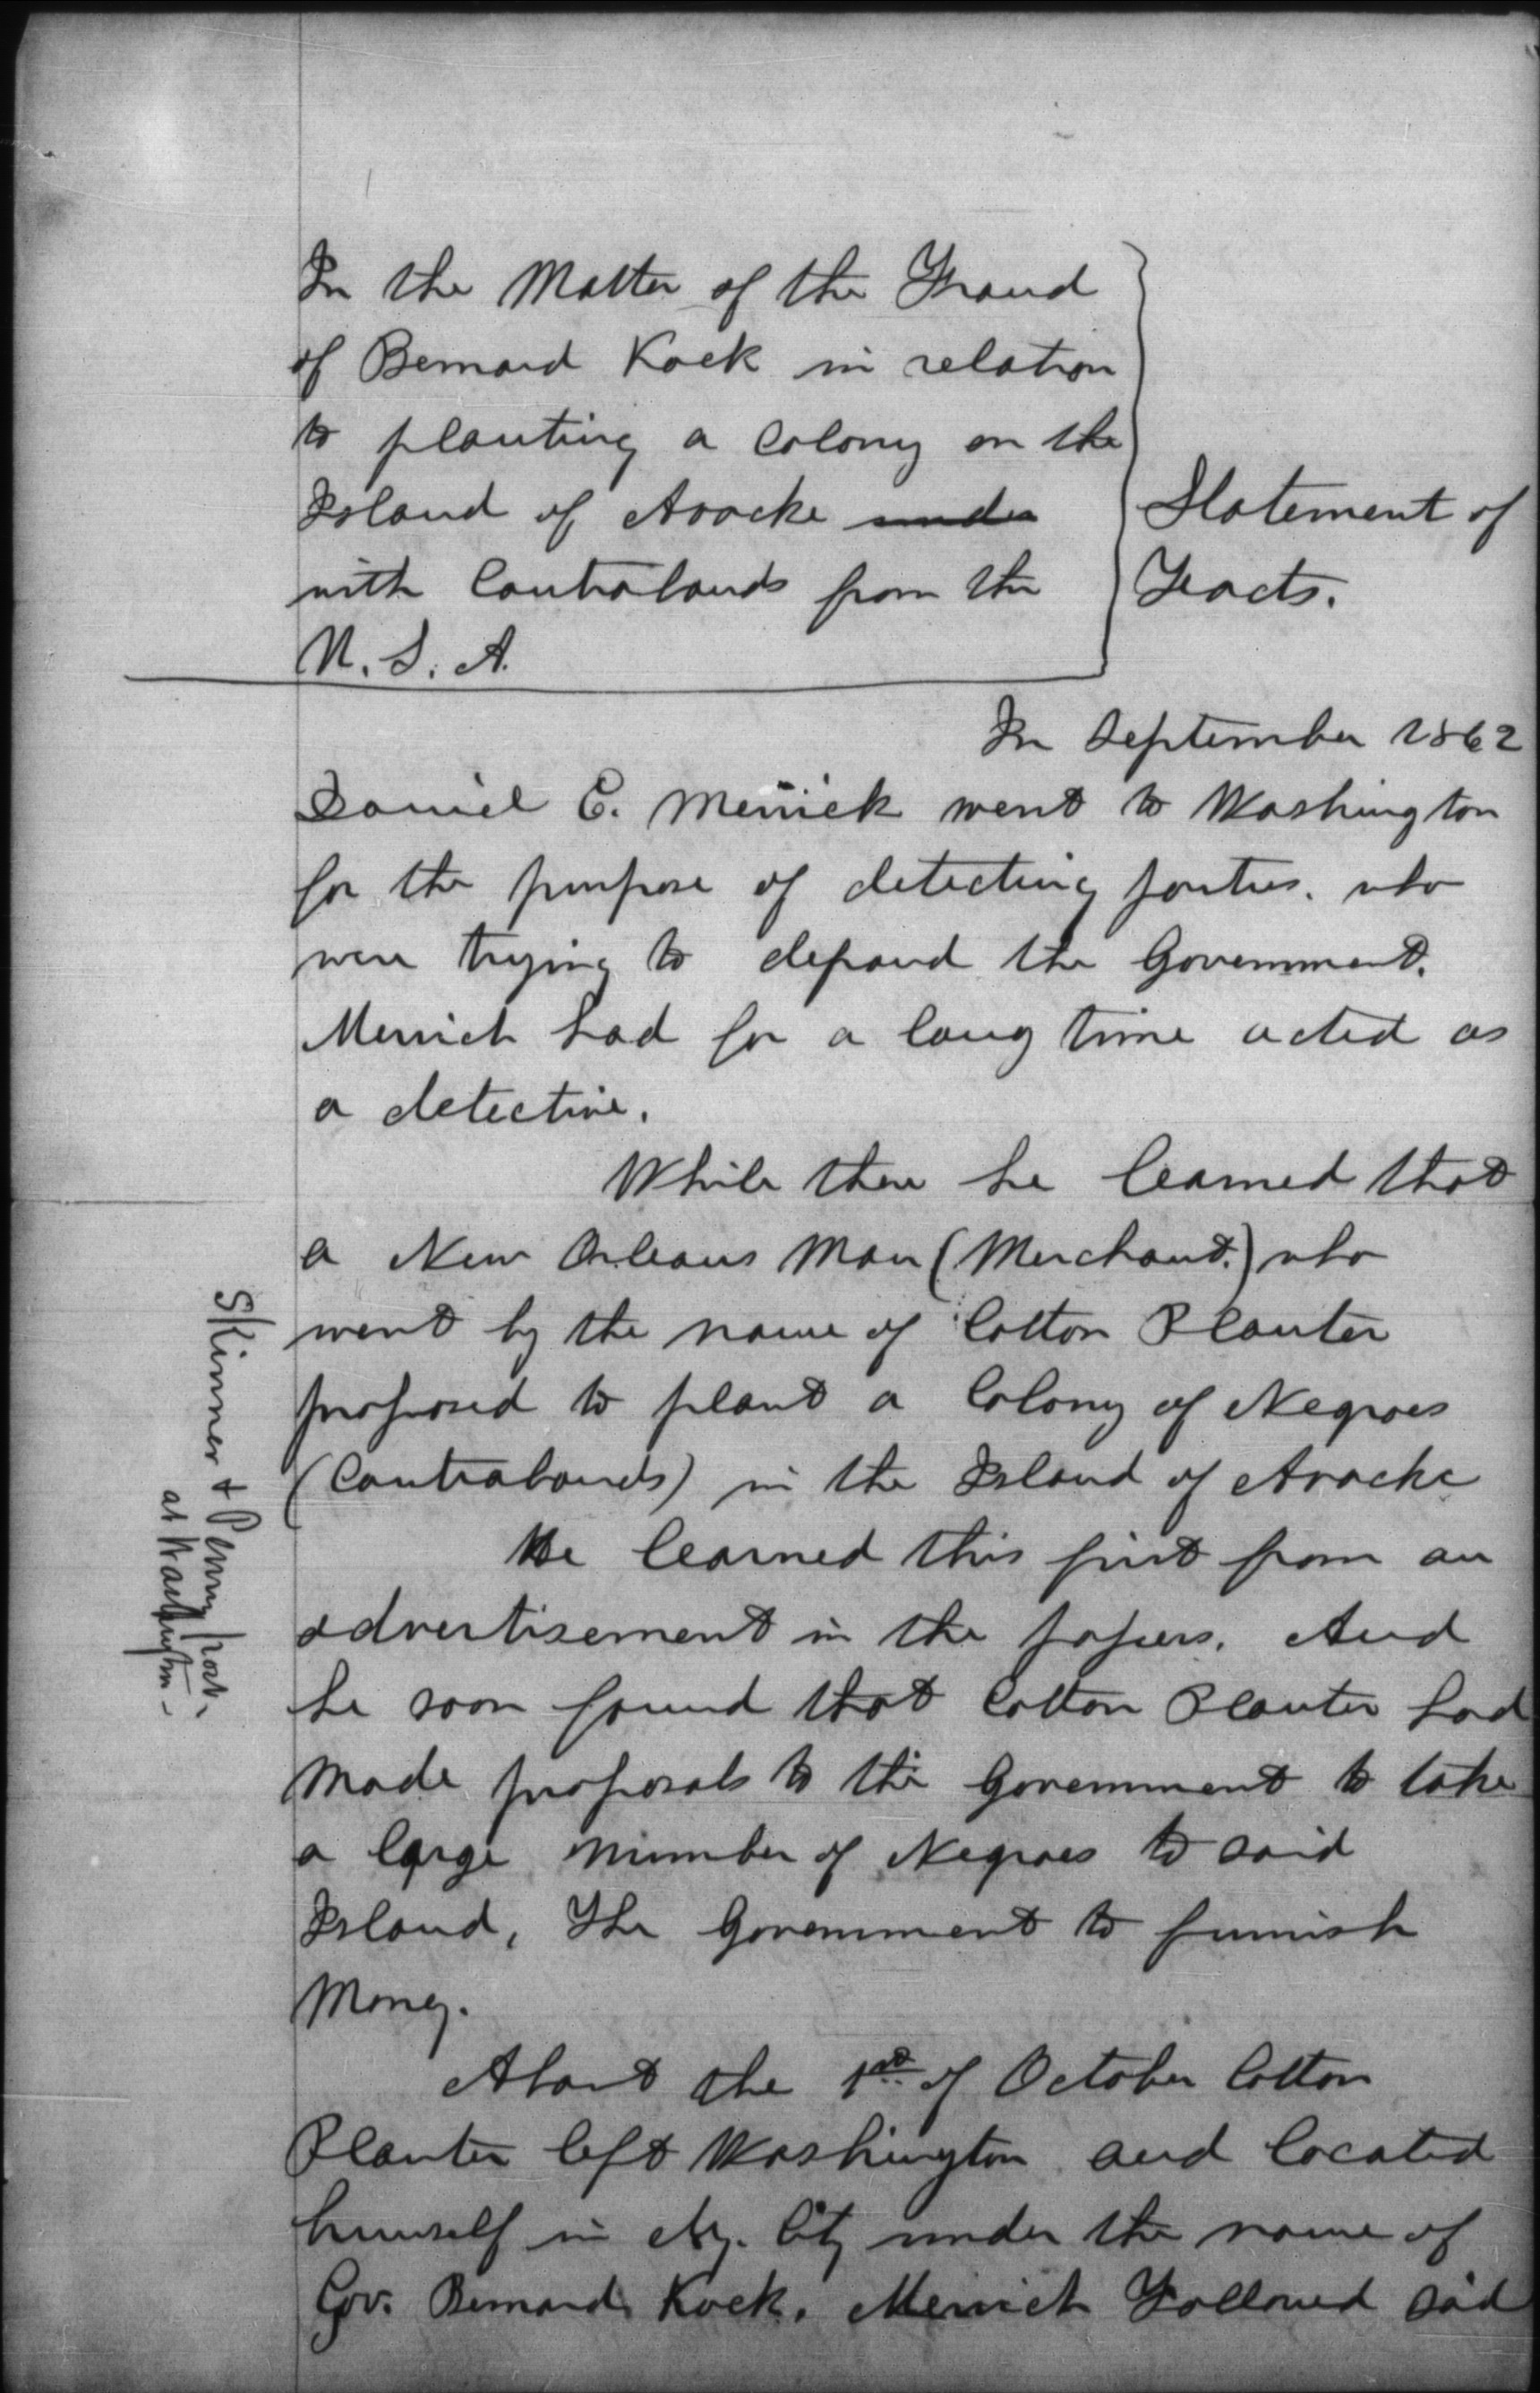 In the Matter of the Fraud
of Bernard Kock in relation
to planting a Colony on the
Island of Avache under
with Contrabands from the
U. S. A.
Statement of
Facts.
In September 1862
Daniel E. Merrick went to Washington
for the purpose of detecting parties. who
were trying to defraud the Government.
Merrick had for a long time acted as
a detective.
While there he learned that
a New Orleans Man (Merchant.) who
went by the name of Cotton Planter
proposed to plant a Colony of Negroes
(Contrabands) in the Island of Avache
He learned this first from an
advertisement in the papers. And
he soon found that Cotton Planter had
made proposals to the Government to take
a large number of Negroes to said
Island, The Government to furnish
Money.
About the 1st of October Cotton
Planter left Washington and located
himself in Ny. City under the name of
Gov. Bernard Kock. Merrick Followed said
Skinner & Penny
at Washington -